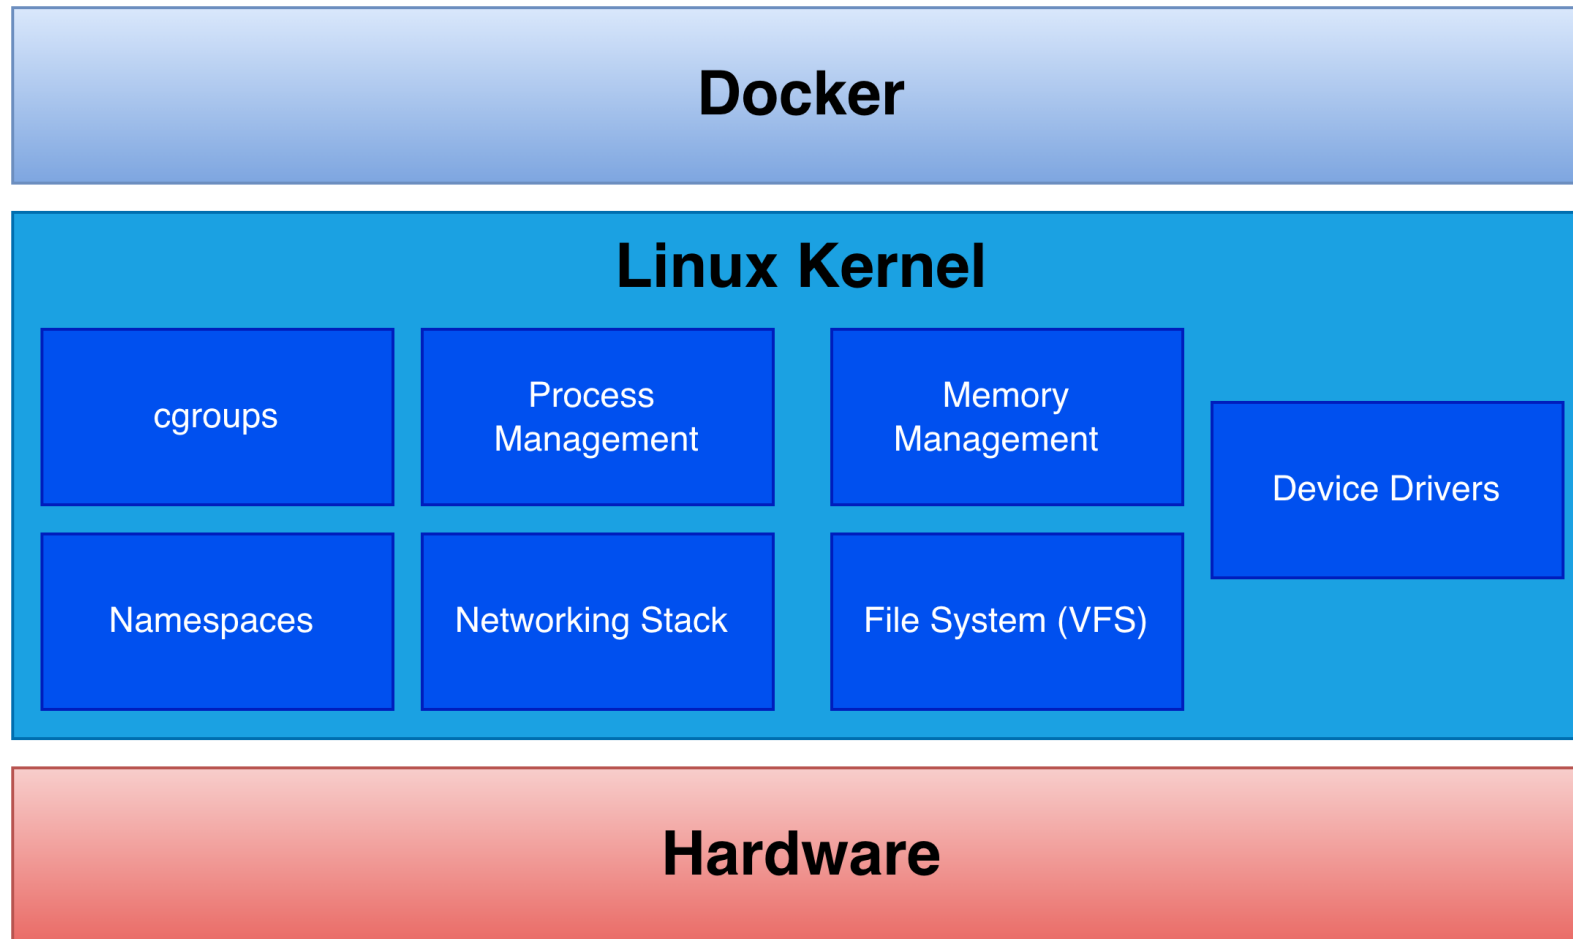 Docker
Linux Kernel
cgroups
Process
Management
Memory
Management
Device Drivers
Namespaces
Networking Stack
File System (VFS)
Hardware